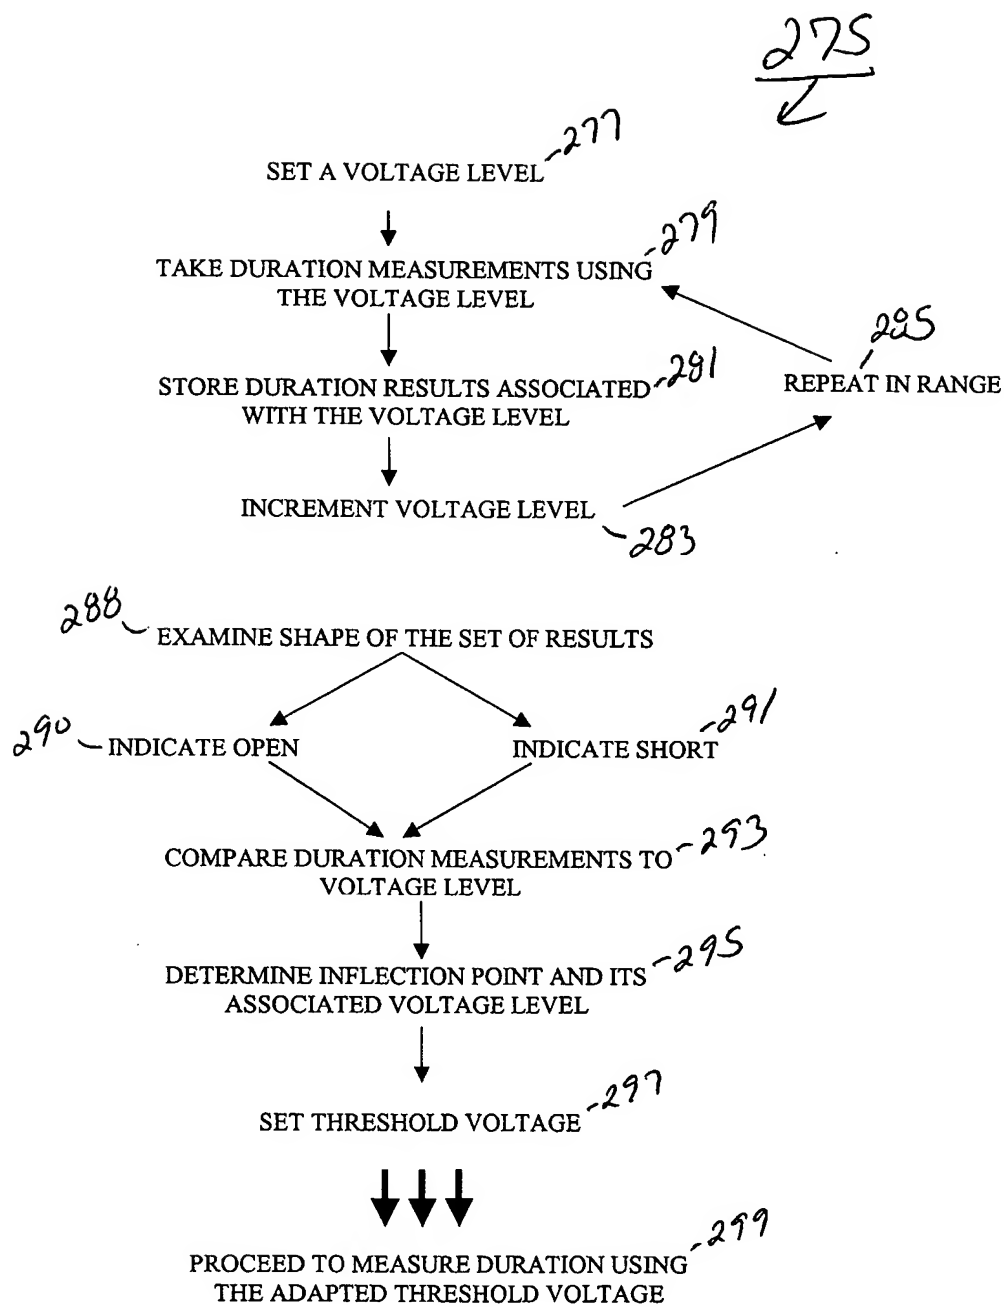 275
SET A VOLTAGE LEVEL 277
TAKE DURATION MEASUREMENTS USING 279
THE VOLTAGE LEVEL
285
STORE DURATION RESULTS ASSOCIATED 281
WITH THE VOLTAGE LEVEL
REPEAT IN RANGE
INCREMENT VOLTAGE LEVEL
283
288 EXAMINE SHAPE OF THE SET OF RESULTS
290 INDICATE OPEN
INDICATE SHORT 291
COMPARE DURATION MEASUREMENTS TO 293
VOLTAGE LEVEL
DETERMINE INFLECTION POINT AND ITS 295
ASSOCIATED VOLTAGE LEVEL
SET THRESHOLD VOLTAGE 297
PROCEED TO MEASURE DURATION USING 299
THE ADAPTED THRESHOLD VOLTAGE